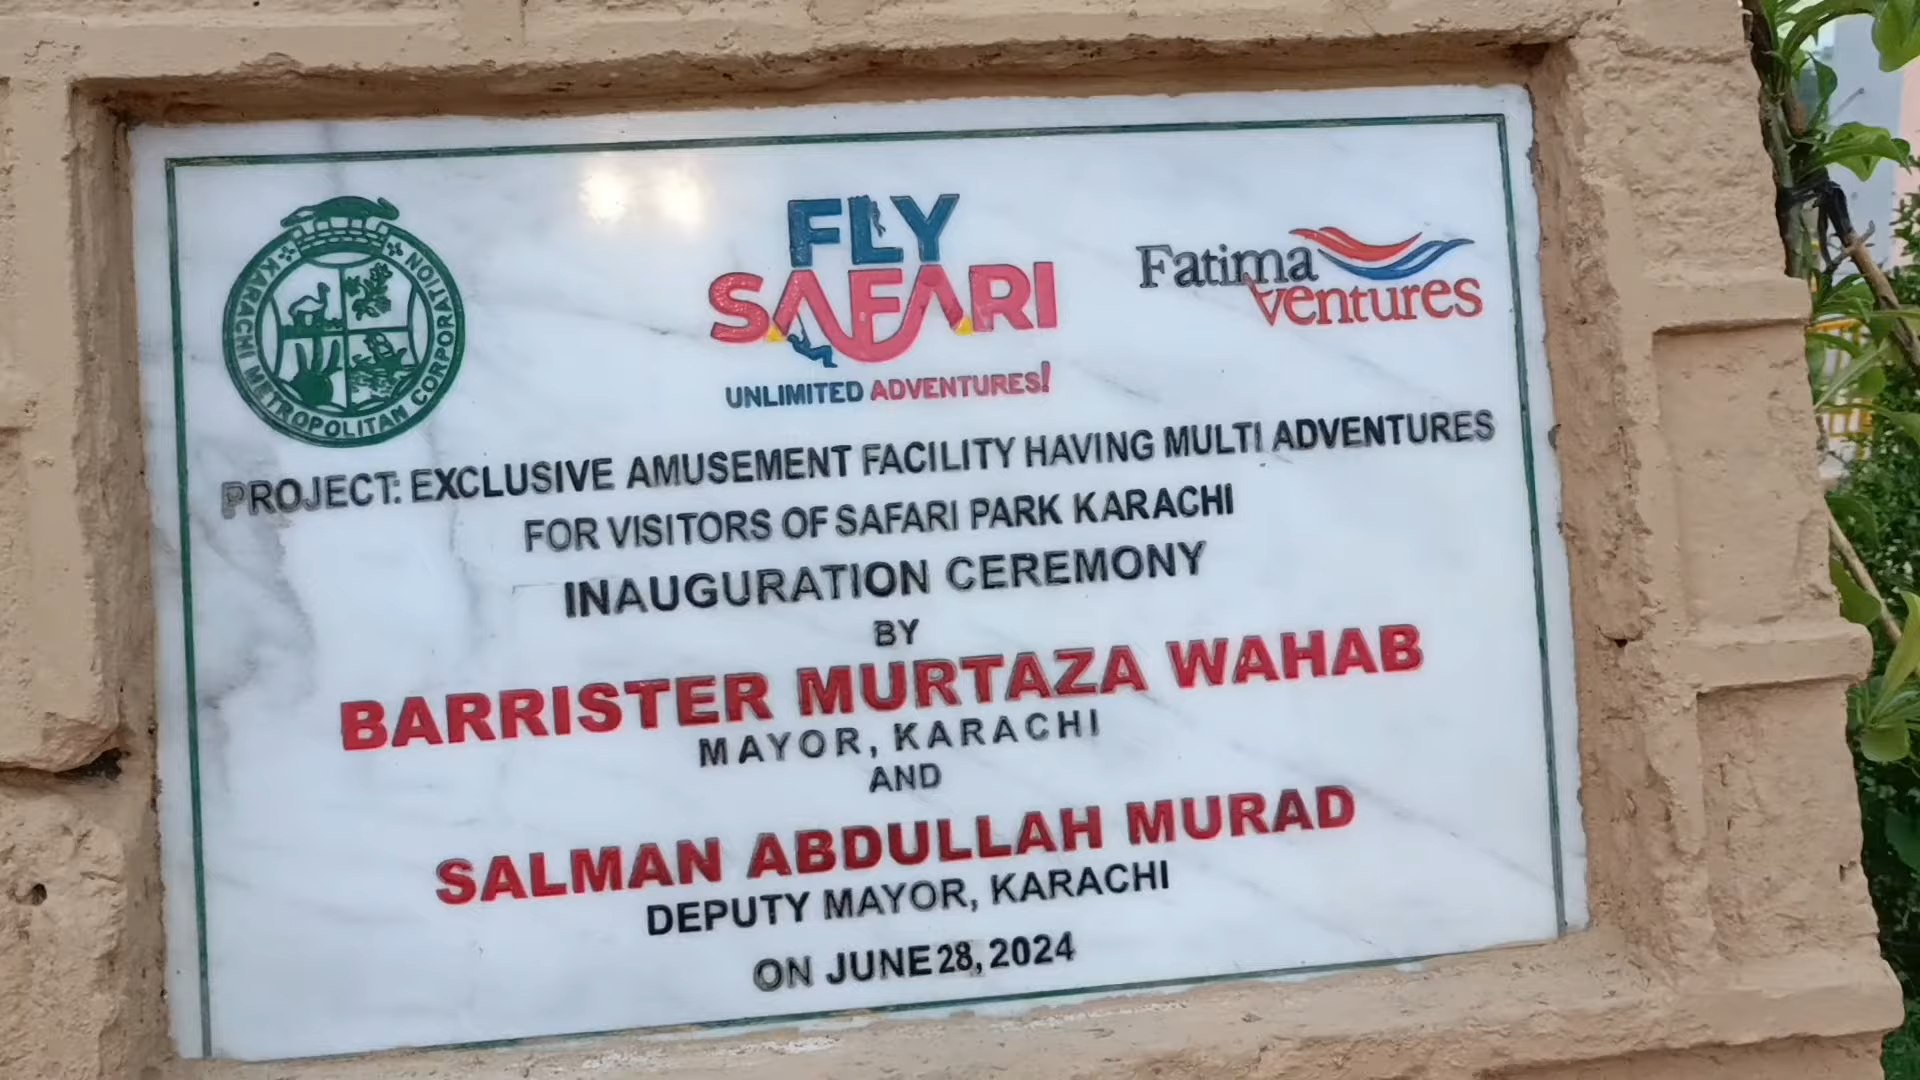 KARACHI METROPOLITAN CORPORATION
FLY
SAFARI
UNLIMITED ADVENTURES!
Fatima
Ventures
PROJECT: EXCLUSIVE AMUSEMENT FACILITY HAVING MULTI ADVENTURES
FOR VISITORS OF SAFARI PARK KARACHI
INAUGURATION CEREMONY
BY
BARRISTER MURTAZA WAHAB
MAYOR, KARACHI
AND
SALMAN ABDULLAH MURAD
DEPUTY MAYOR, KARACHI
ON JUNE 28, 2024